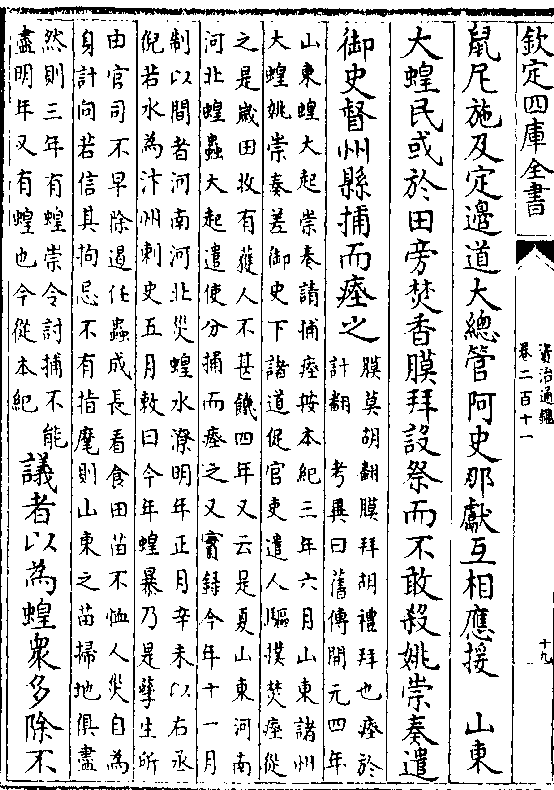 欽定四庫全書
資治通鑑
卷二百十一
十九
鼠尼施及定邊道大總管阿史那獻互相應援 山東
大蝗民或於田旁焚香膜拜設祭而不敢殺姚崇奏遣
御史督州縣捕而瘞之
膜莫胡翻膜拜胡禮拜也瘞於
計翻 考異曰舊傳開元四年
山東蝗大起崇奏請捕瘞按本紀三年六月山東諸州
大蝗姚崇奏差御史下諸道促官吏遣人驅撲焚瘞從
之是嵗田收有獲人不甚饑四年又云是夏山東河南
河北蝗蟲大起遣使分捕而瘞之又實録今年十一月
制以間者河南河北災蝗水潦明年正月辛未以右丞
倪若水為汴州刺史五月敕曰今年蝗暴乃是孽生所
由官司不早除遏任蟲成長看食田苗不恤人災自為
身計向若信其拘忌不有指麾則山東之苗掃地俱盡
然則三年有蝗崇令討捕不能
盡明年又有蝗也今從本紀
議者以為蝗衆多除不